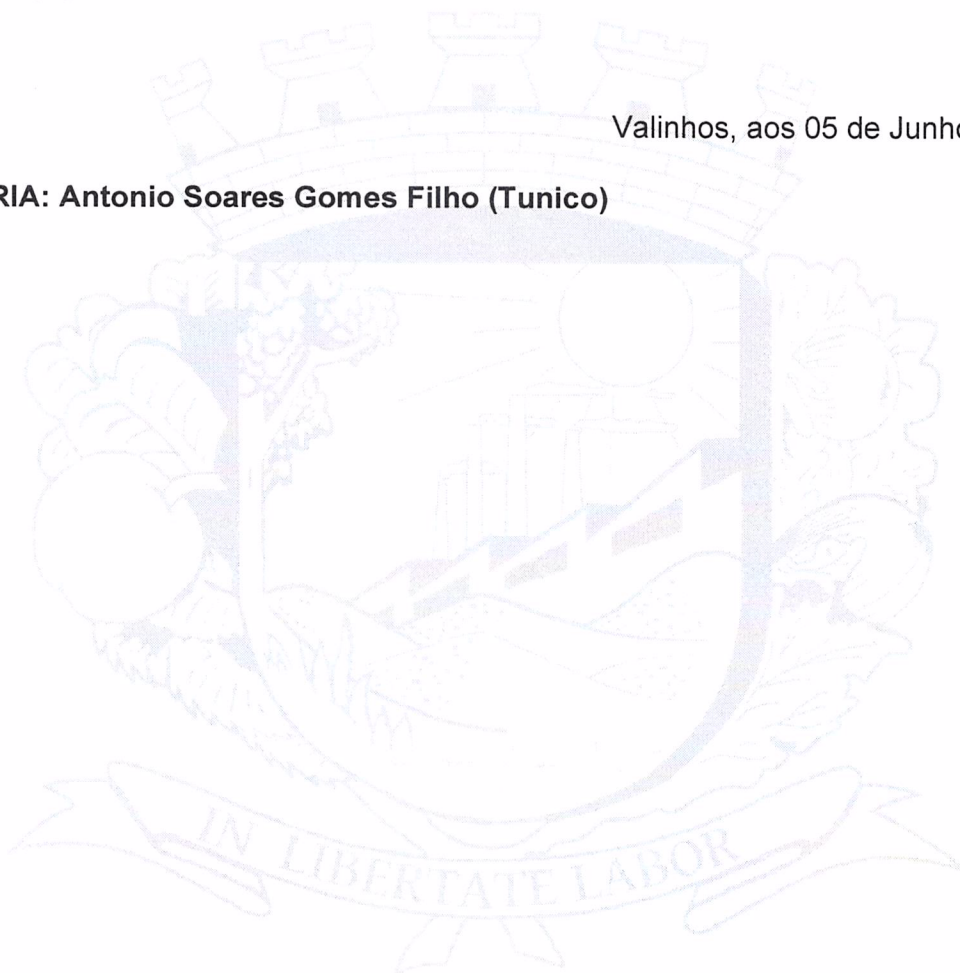 Valinhos, aos 05 de Junho
RIA: Antonio Soares Gomes Filho (Tunico)
IN LIBERTATE LABOR